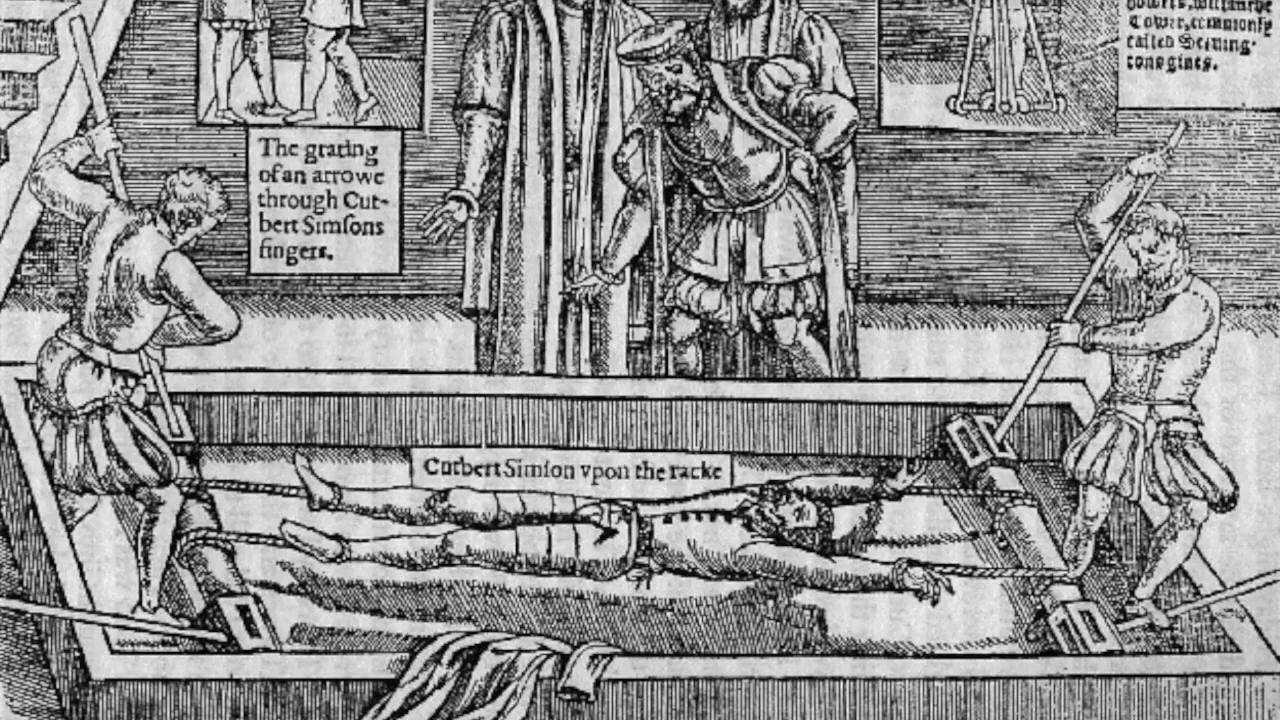 Tower, commonly
called Sceuing-
tons gines.
The grating
of an arrowe
through Cut-
bert Simſons
fingers.
Cutbert Simſon vpon the racke